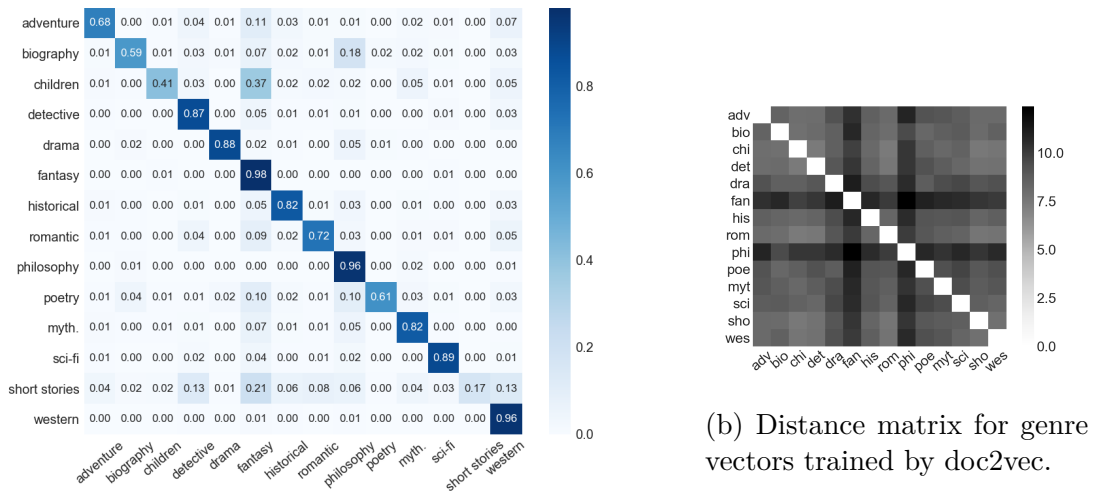 adventure 0.68 0.00 0.01 0.04 0.01 0.11 0.03 0.01 0.01 0.00 0.02 0.01 0.00 0.07
biography 0.01 0.59 0.01 0.03 0.01 0.07 0.02 0.01 0.18 0.02 0.02 0.01 0.00 0.03
children 0.01 0.00 0.41 0.03 0.00 0.37 0.02 0.02 0.02 0.00 0.05 0.01 0.00 0.05
detective 0.00 0.00 0.00 0.87 0.00 0.05 0.01 0.01 0.01 0.00 0.00 0.01 0.00 0.03
drama 0.00 0.02 0.00 0.00 0.88 0.02 0.01 0.00 0.05 0.01 0.00 0.00 0.00 0.00
fantasy 0.00 0.00 0.00 0.01 0.00 0.98 0.00 0.00 0.00 0.00 0.00 0.00 0.00 0.00
historical 0.01 0.00 0.00 0.01 0.00 0.05 0.82 0.01 0.03 0.00 0.01 0.00 0.00 0.03
romantic 0.01 0.00 0.00 0.04 0.00 0.09 0.02 0.72 0.03 0.00 0.01 0.01 0.00 0.05
philosophy 0.00 0.01 0.00 0.00 0.00 0.00 0.00 0.00 0.96 0.00 0.00 0.00 0.00 0.01
poetry 0.01 0.04 0.01 0.01 0.02 0.10 0.02 0.01 0.10 0.61 0.03 0.01 0.00 0.03
myth. 0.01 0.00 0.01 0.01 0.00 0.07 0.01 0.00 0.05 0.00 0.82 0.00 0.00 0.01
sci-fi 0.01 0.00 0.00 0.02 0.00 0.04 0.00 0.01 0.01 0.00 0.01 0.89 0.00 0.01
short stories 0.04 0.02 0.02 0.13 0.01 0.21 0.06 0.08 0.06 0.00 0.04 0.03 0.17 0.13
western 0.00 0.00 0.00 0.00 0.00 0.01 0.00 0.00 0.01 0.00 0.00 0.00 0.00 0.96
adventure biography children detective drama fantasy historical romantic philosophy poetry myth. sci-fi short stories western
0.8
0.6
0.4
0.2
0.0
adv
bio
chi
det
dra
fan
his
rom
phi
poe
myt
sci
sho
wes
adv bio chi det dra fan his rom phi poe myt sci sho wes
10.0
7.5
5.0
2.5
0.0
(b) Distance matrix for genre
vectors trained by doc2vec.